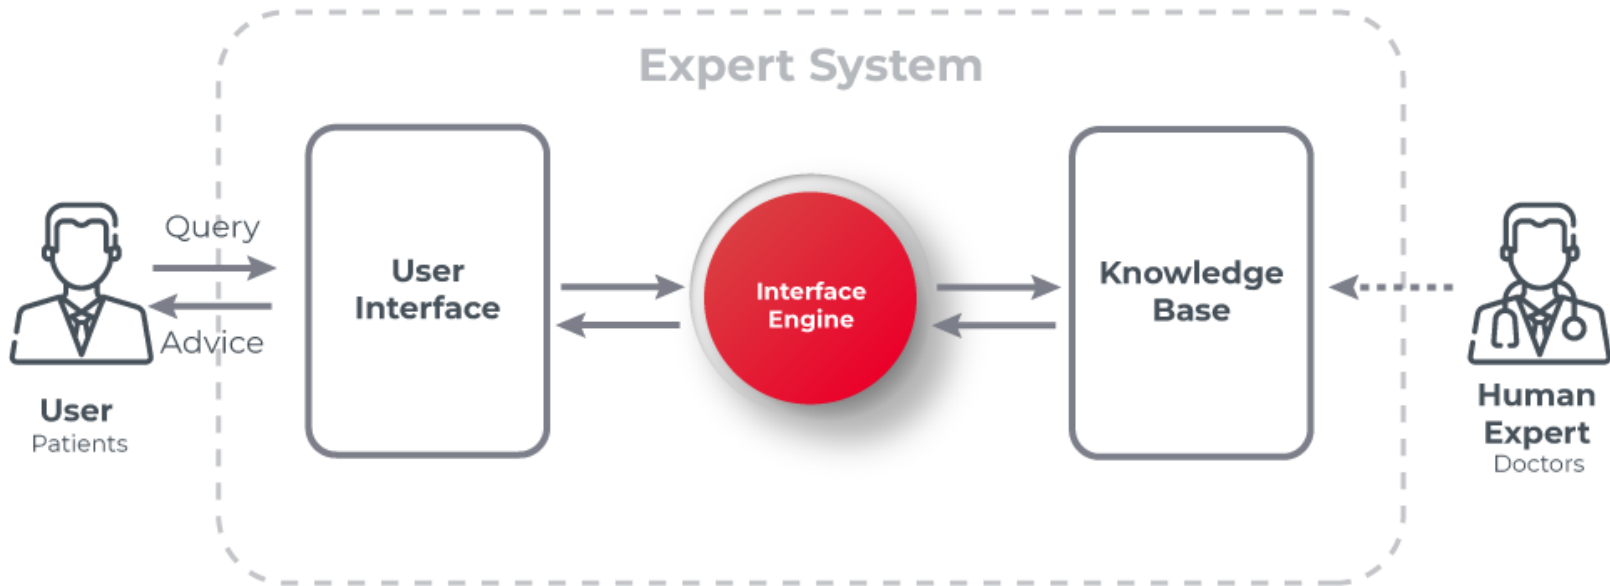 Expert System
Query
Advice
User
Patients
User
Interface
Interface
Engine
Knowledge
Base
Human
Expert
Doctors